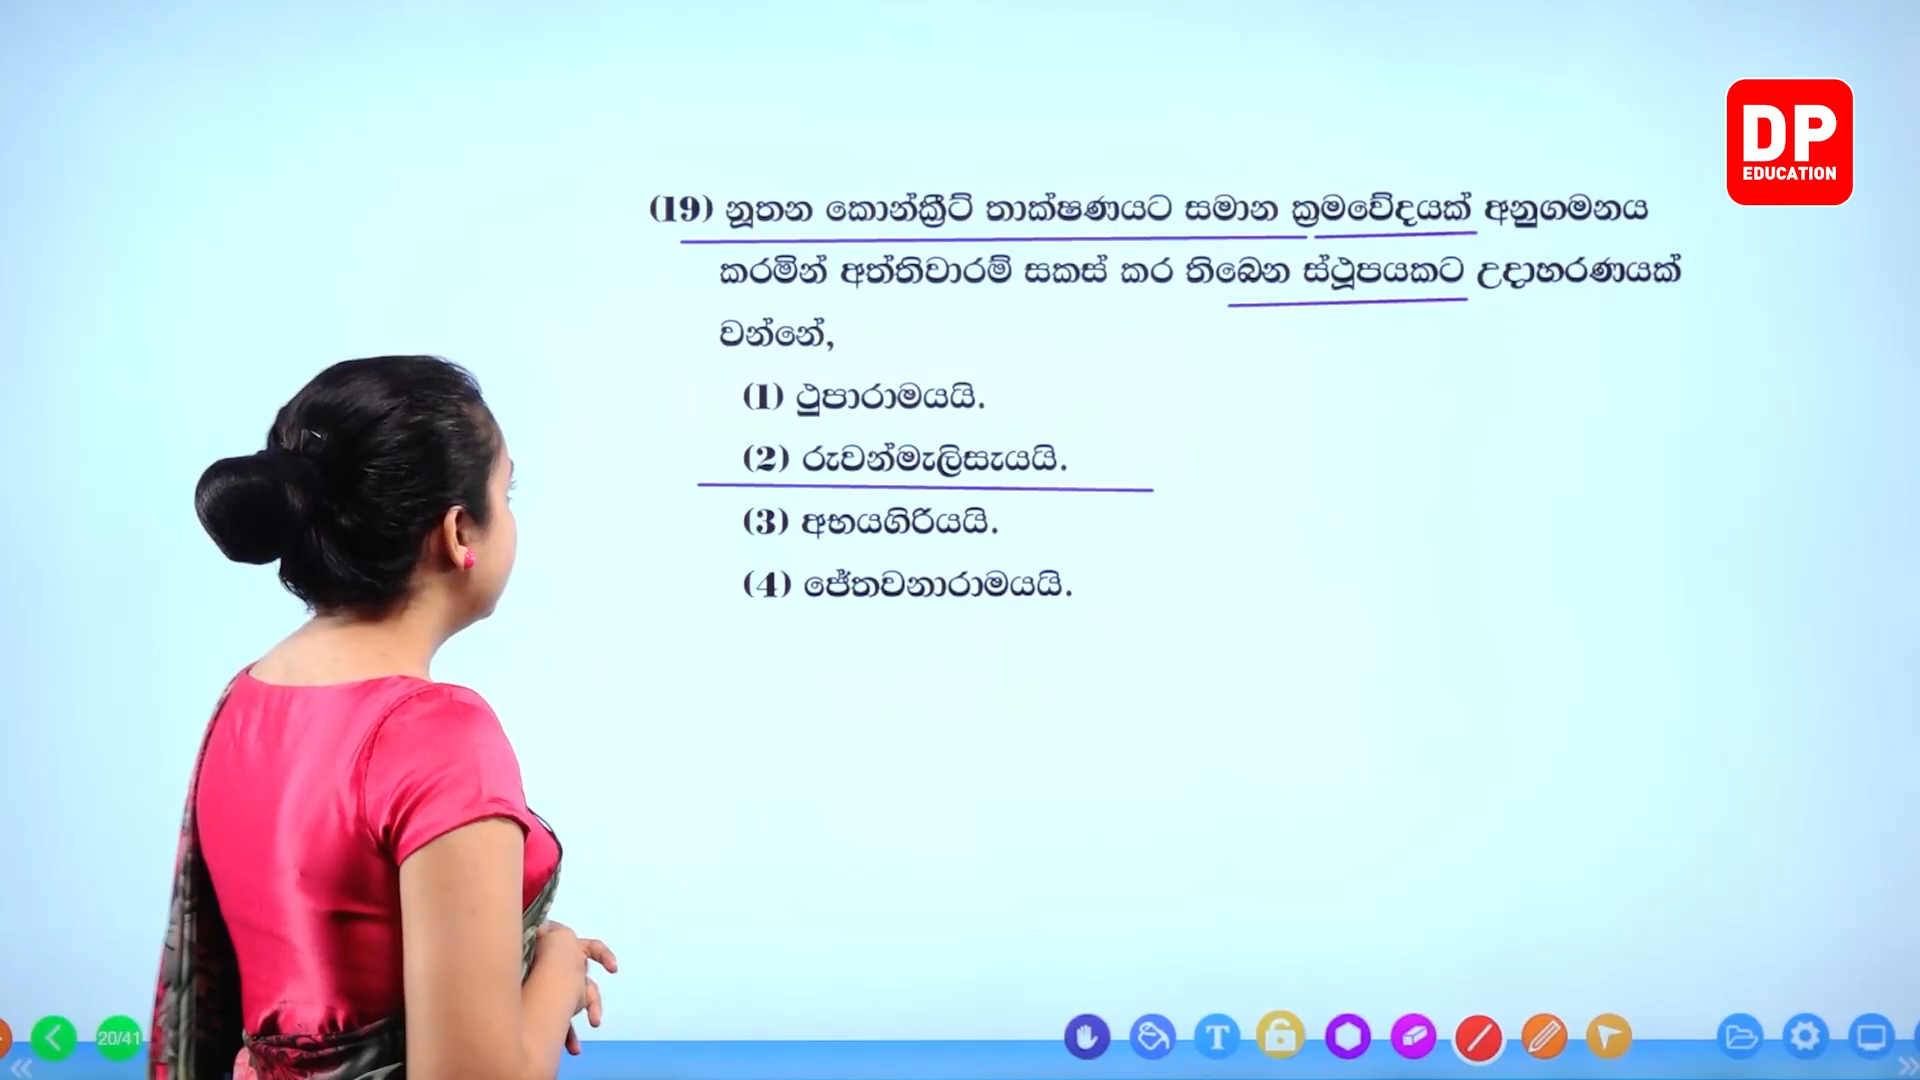 DP
EDUCATION
(19) නූතන කොන්ක්‍රීට් තාක්ෂණයට සමාන ක්‍රමවේදයක් අනුගමනය
කරමින් අත්තිවාරම් සකස් කර තිබෙන ස්ථූපයකට උදාහරණයක්
වන්නේ,
(1) ථුපාරාමයයි.
(2) රුවන්මැලිසැයයි.
(3) අභයගිරියයි.
(4) ජේතවනාරාමයයි.
20/41
T